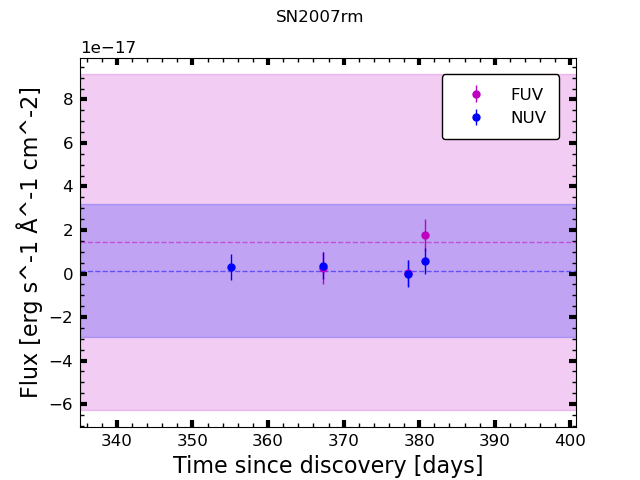 SN2007rm
1e−17
FUV
NUV
8
6
4
2
0
−2
−4
−6
Flux [erg s^-1 Å^-1 cm^-2]
340 350 360 370 380 390 400
Time since discovery [days]